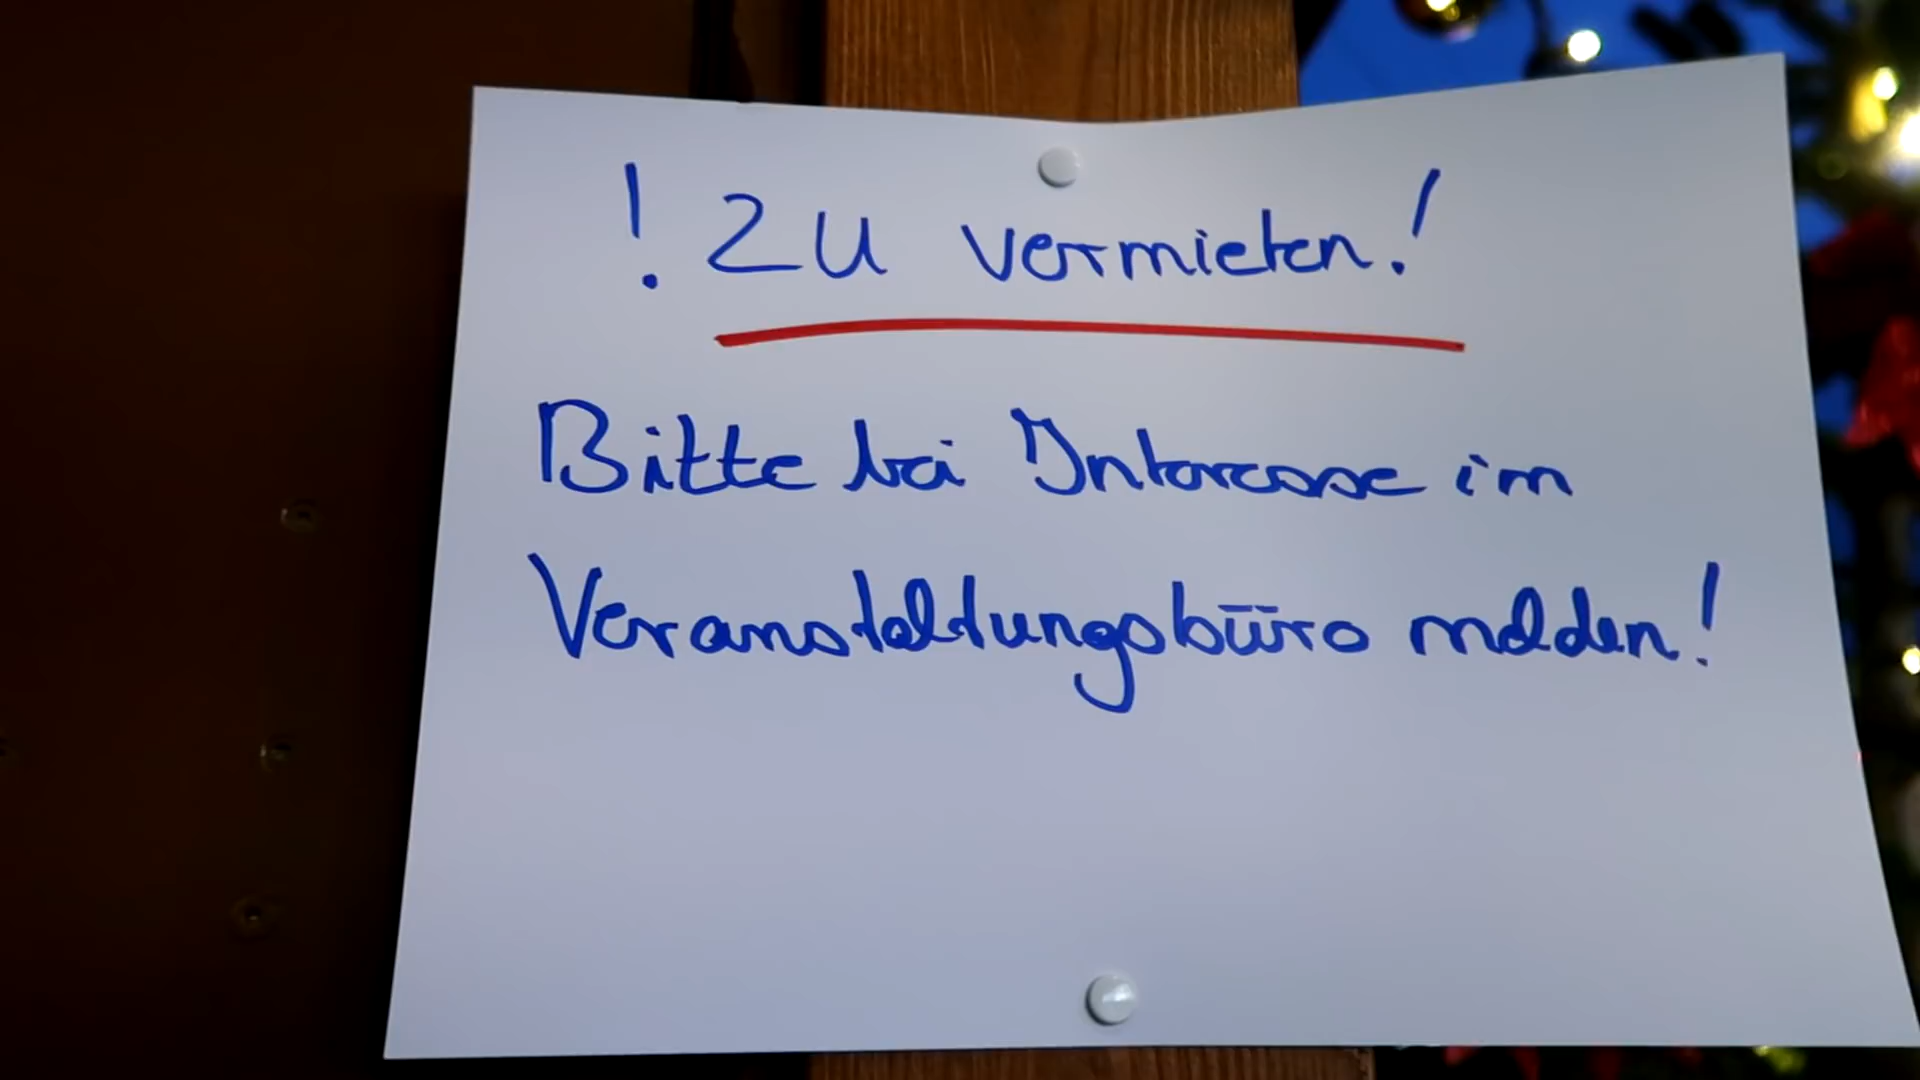 ! Zu vermieten!
Bitte bei Interesse im
Veranstaltungsbüro melden!